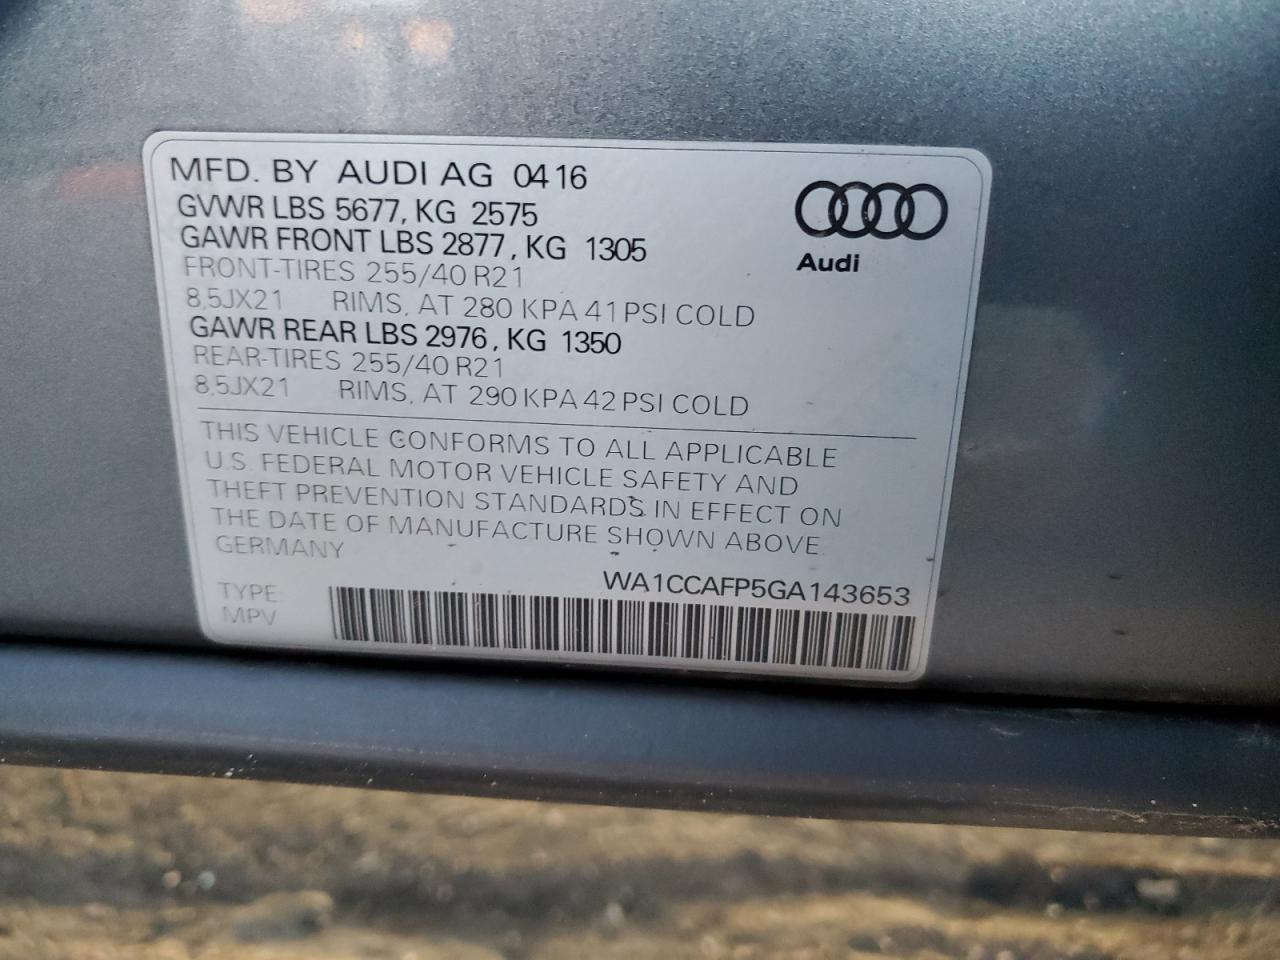 MFD. BY AUDI AG 0416
GVWR LBS 5677, KG 2575
GAWR FRONT LBS 2877, KG 1305
FRONT-TIRES 255/40 R21
8,5JX21 RIMS, AT 280 KPA 41 PSI COLD
GAWR REAR LBS 2976, KG 1350
REAR-TIRES 255/40 R21
8,5JX21 RIMS, AT 290 KPA 42 PSI COLD
Audi
THIS VEHICLE CONFORMS TO ALL APPLICABLE
U.S. FEDERAL MOTOR VEHICLE SAFETY AND
THEFT PREVENTION STANDARDS IN EFFECT ON
THE DATE OF MANUFACTURE SHOWN ABOVE.
GERMANY
WA1CCAFP5GA143653
TYPE:
MPV